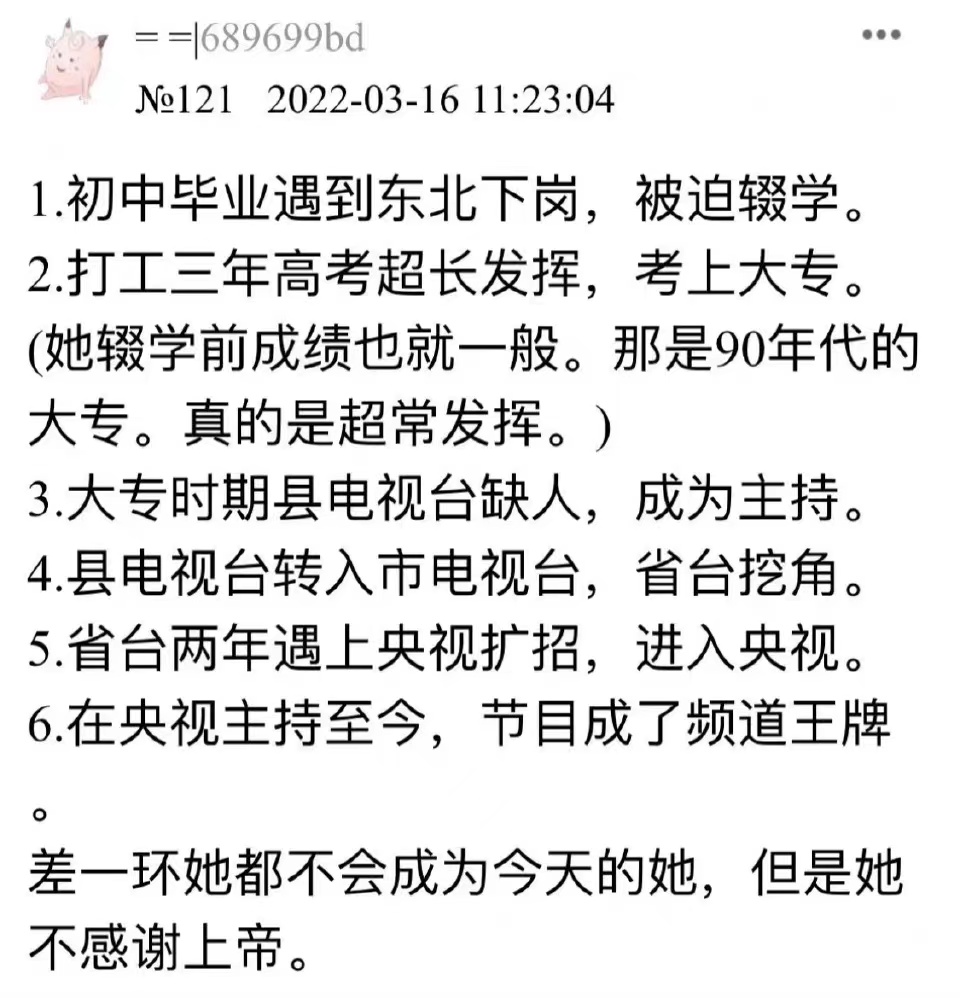 = =|689699bd
№121 2022-03-16 11:23:04
1.初中毕业遇到东北下岗，被迫辍学。
2.打工三年高考超长发挥，考上大专。
(她辍学前成绩也就一般。那是90年代的
大专。真的是超常发挥。)
3.大专时期县电视台缺人，成为主持。
4.县电视台转入市电视台，省台挖角。
5.省台两年遇上央视扩招，进入央视。
6.在央视主持至今，节目成了频道王牌
。
差一环她都不会成为今天的她，但是她
不感谢上帝。